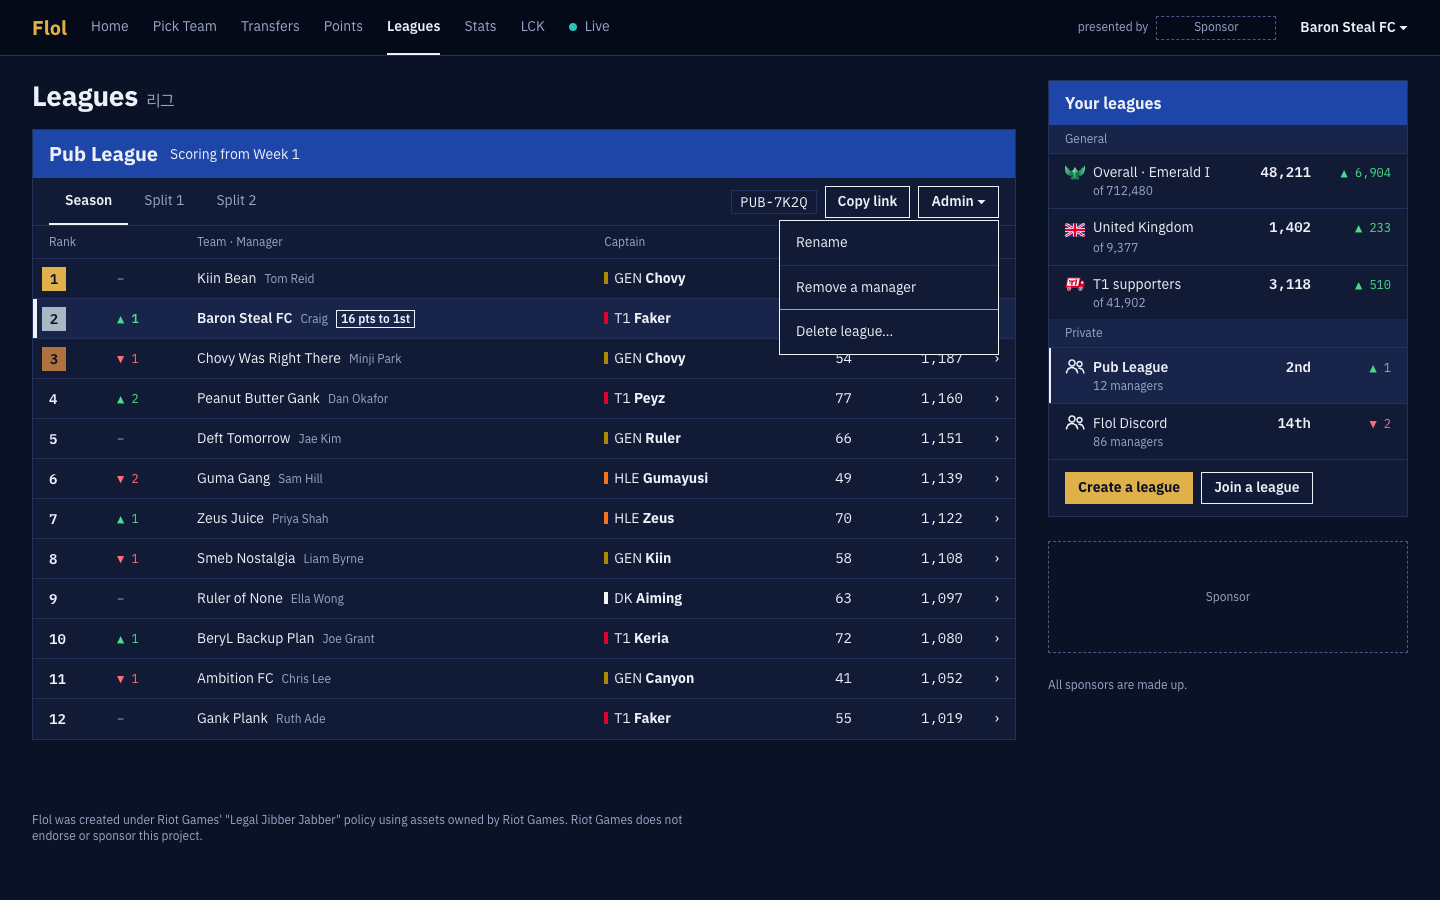 Flol Home Pick Team Transfers Points Leagues Stats LCK Live presented by Sponsor Baron Steal FC
Leagues 리그
Pub League Scoring from Week 1
Season Split 1 Split 2 PUB-7K2Q Copy link Admin
Rename
Remove a manager
Delete league...
Rank Team · Manager Captain
1 – Kiin Bean Tom Reid GEN Chovy
2 ▲ 1 Baron Steal FC Craig 16 pts to 1st T1 Faker
3 ▼ 1 Chovy Was Right There Minji Park GEN Chovy 54 1,187 ›
4 ▲ 2 Peanut Butter Gank Dan Okafor T1 Peyz 77 1,160 ›
5 – Deft Tomorrow Jae Kim GEN Ruler 66 1,151 ›
6 ▼ 2 Guma Gang Sam Hill HLE Gumayusi 49 1,139 ›
7 ▲ 1 Zeus Juice Priya Shah HLE Zeus 70 1,122 ›
8 ▼ 1 Smeb Nostalgia Liam Byrne GEN Kiin 58 1,108 ›
9 – Ruler of None Ella Wong DK Aiming 63 1,097 ›
10 ▲ 1 BeryL Backup Plan Joe Grant T1 Keria 72 1,080 ›
11 ▼ 1 Ambition FC Chris Lee GEN Canyon 41 1,052 ›
12 – Gank Plank Ruth Ade T1 Faker 55 1,019 ›
Your leagues
General
Overall · Emerald I 48,211 ▲ 6,904
of 712,480
United Kingdom 1,402 ▲ 233
of 9,377
T1 supporters 3,118 ▲ 510
of 41,902
Private
Pub League 2nd ▲ 1
12 managers
Flol Discord 14th ▼ 2
86 managers
Create a league Join a league
Sponsor
All sponsors are made up.
Flol was created under Riot Games' "Legal Jibber Jabber" policy using assets owned by Riot Games. Riot Games does not
endorse or sponsor this project.